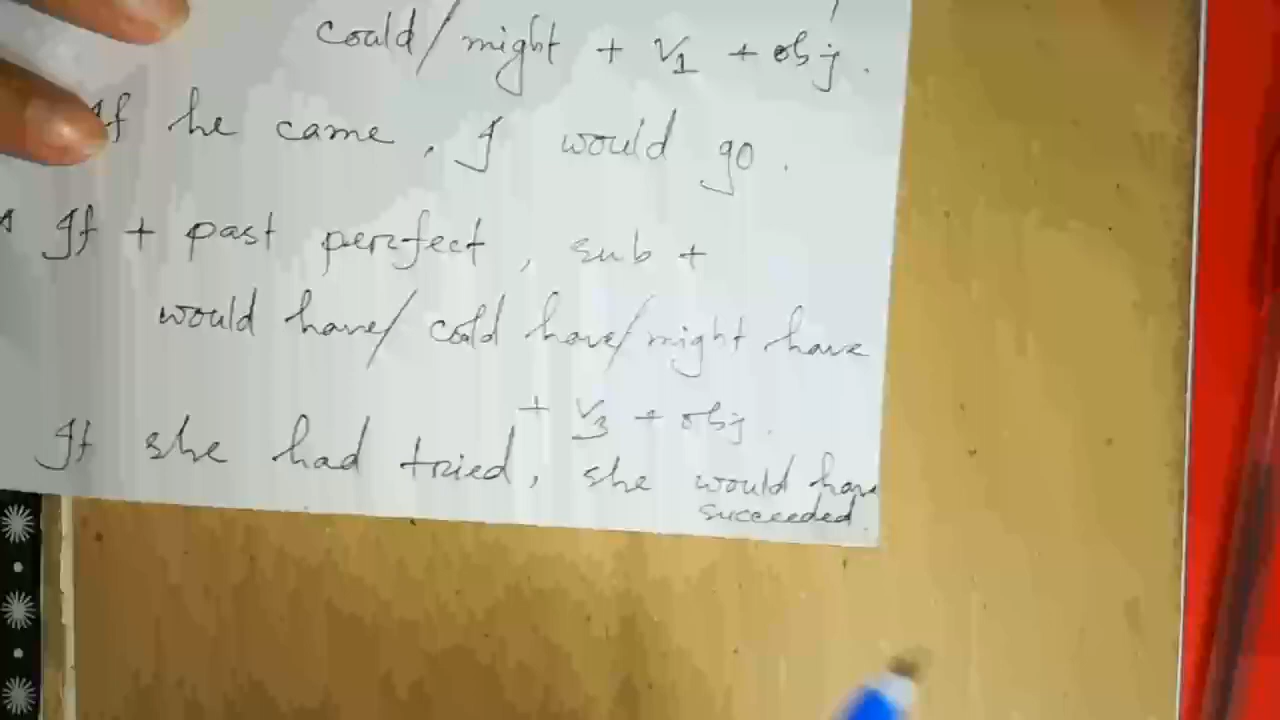 could/might + V1 + obj.
If he came, I would go.
If + past perfect, sub +
would have/ cold have/might have
+ V3 + obj.
If she had tried, she would have
succeeded.